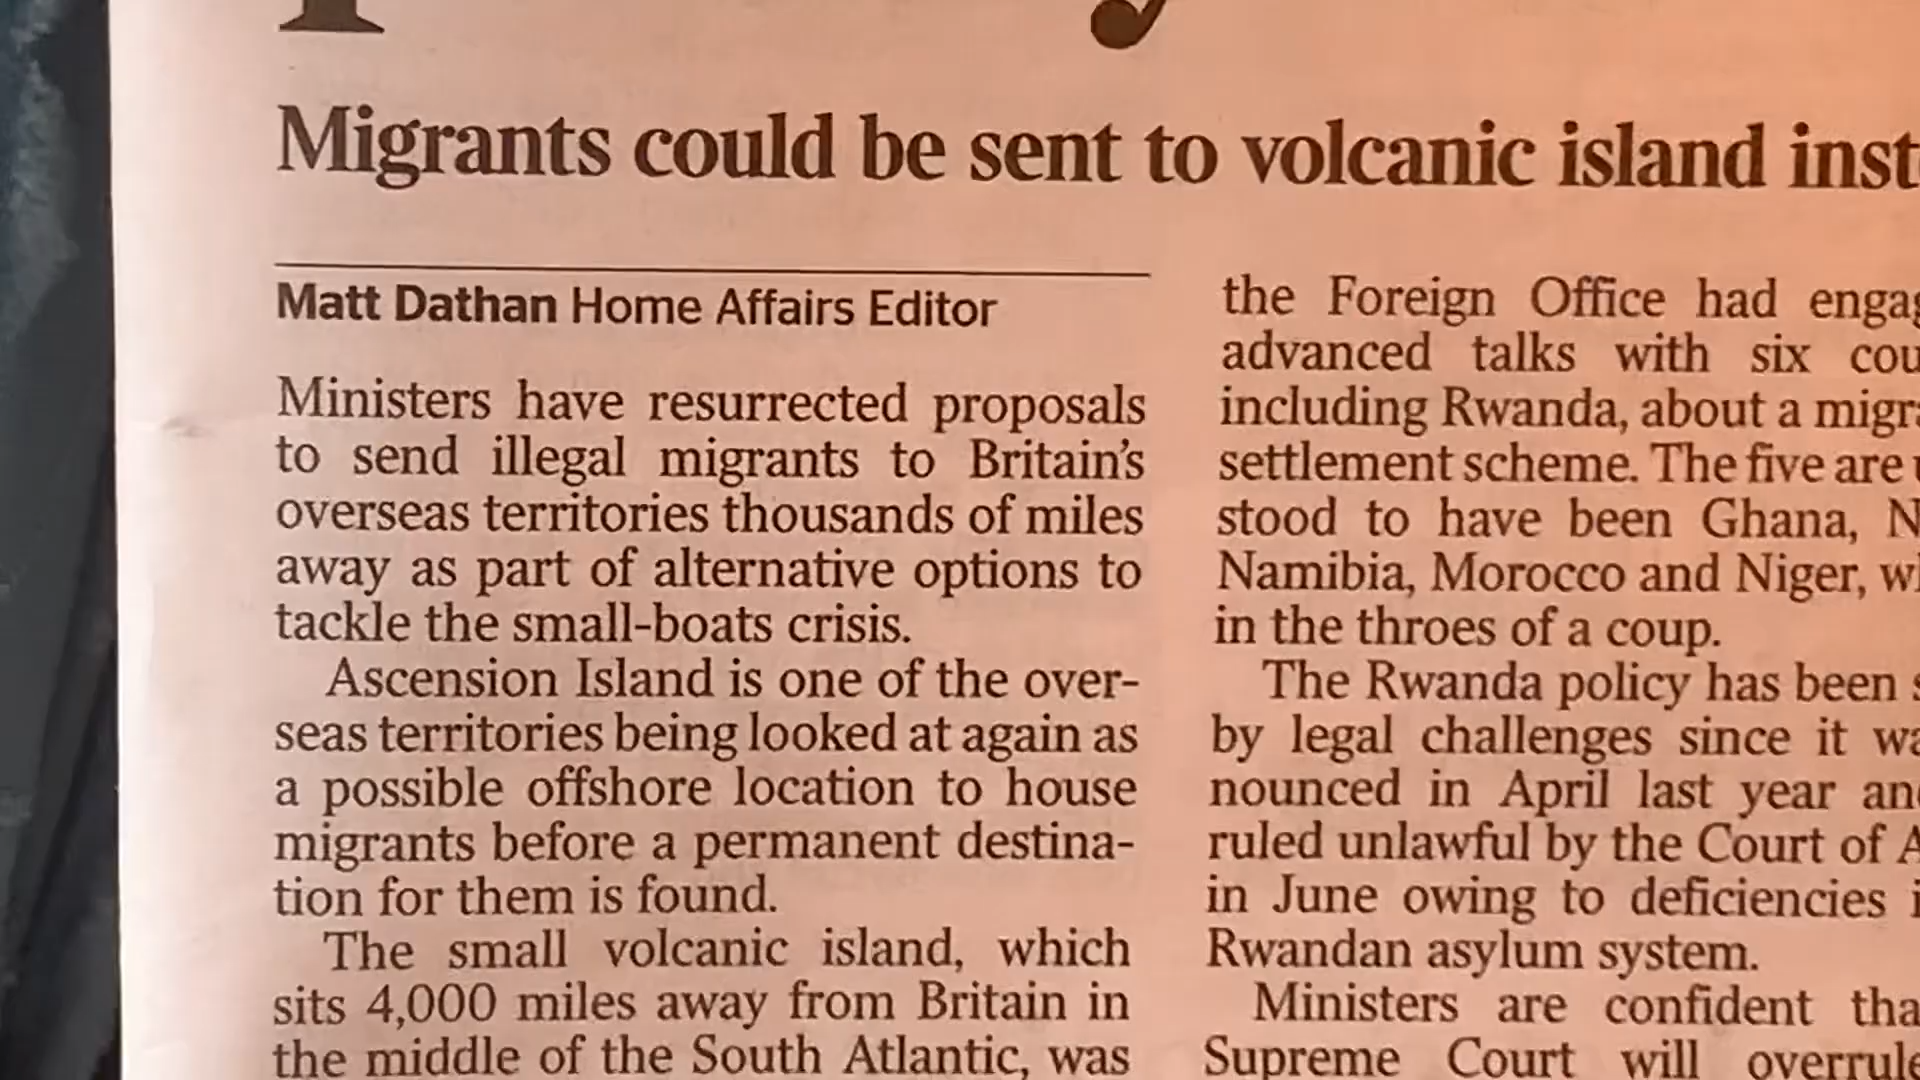 Migrants could be sent to volcanic island
Matt Dathan Home Affairs Editor
Ministers have resurrected proposals
to send illegal migrants to Britain's
overseas territories thousands of miles
away as part of alternative options to
tackle the small-boats crisis.
Ascension Island is one of the over-
seas territories being looked at again as
a possible offshore location to house
migrants before a permanent destina-
tion for them is found.
The small volcanic island, which
sits 4,000 miles away from Britain in
the middle of the South Atlantic, was
the Foreign Office had
advanced talks with six
including Rwanda, about a
settlement scheme. The five are
stood to have been Ghana,
Namibia, Morocco and Niger,
in the throes of a coup.
The Rwanda policy has been
by legal challenges since it
nounced in April last year
ruled unlawful by the Court of
in June owing to deficiencies
Rwandan asylum system.
Ministers are confident
Supreme Court will